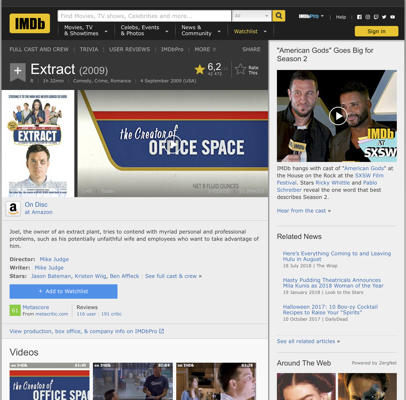 IMDb
Find Movies, TV shows, Celebrities and more...
All
Movies, TV & Showtimes
Celebs, Events & Photos
News & Community
Watchlist
IMDbPro
Help
Sign in
FULL CAST AND CREW | TRIVIA | USER REVIEWS | IMDbPro | MORE
SHARE
+ Extract (2009)
R | 1h 32min | Comedy, Crime, Romance | 4 September 2009 (USA)
6,2
Rate This
EXTRACT
the Creator of
OFFICE SPACE
NET 8 FLUID OUNCES
On Disc
at Amazon
Joel, the owner of an extract plant, tries to contend with myriad personal and professional
problems, such as his potentially unfaithful wife and employees who want to take advantage of
him.
Director: Mike Judge
Writer: Mike Judge
Stars: Jason Bateman, Kristen Wiig, Ben Affleck | See full cast & crew »
+ Add to Watchlist
61
Metascore
From metacritic.com
Reviews
116 user | 191 critic
View production, box office, & company info on IMDbPro
Videos
the Creator of
OFFICE SPACE
"American Gods" Goes Big for
Season 2
IMDb
at
SXSW
IMDb hangs with cast of "American Gods" at
the House on the Rock at the SXSW Film
Festival. Stars Ricky Whittle and Pablo
Schreiber reveal the one word that best
describes Season 2.
Hear from the cast »
Related News
Here's Everything Coming to and Leaving
Hulu in August
18 July 2018 | The Wrap
Hasty Pudding Theatricals Announces
Mila Kunis as 2018 Woman of the Year
19 January 2018 | Look to the Stars
Halloween 2017: 10 Boo-zy Cocktail
Recipes to Raise Your "Spirits"
10 October 2017 | DailyDead
See all related articles »
Around The Web
Powered by ZergNet